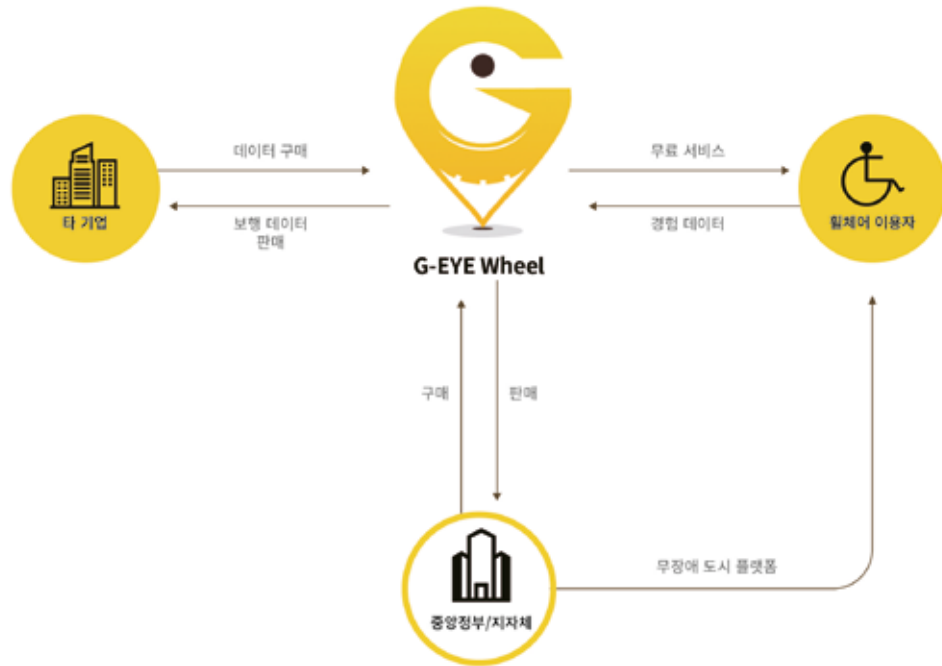 데이터 구매
무료 서비스
타 기업
보행 데이터
판매
경험 데이터
휠체어 이용자
G-EYE Wheel
구매
판매
무장애 도시 플랫폼
중앙정부/지자체